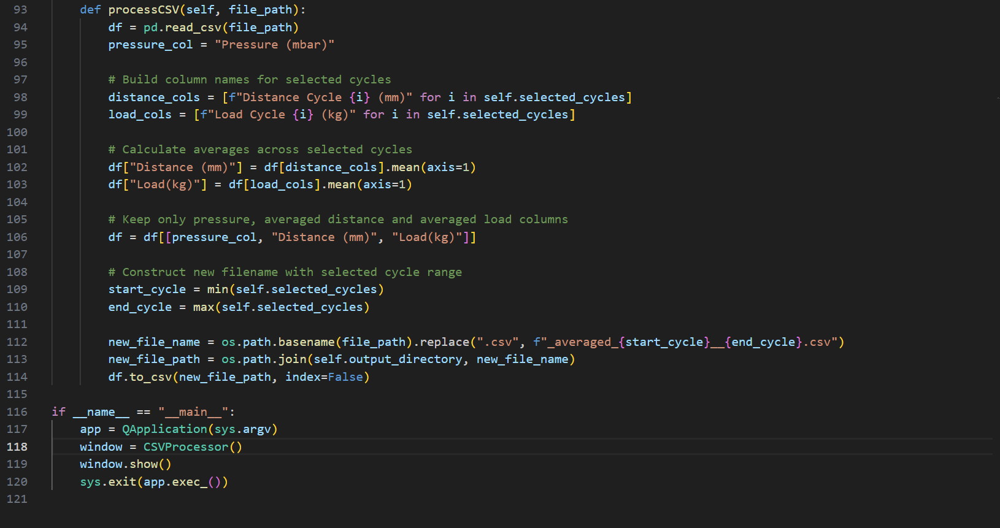 93 def processCSV(self, file_path):
94 df = pd.read_csv(file_path)
95 pressure_col = "Pressure (mbar)"
96
97 # Build column names for selected cycles
98 distance_cols = [f"Distance Cycle {i} (mm)" for i in self.selected_cycles]
99 load_cols = [f"Load Cycle {i} (kg)" for i in self.selected_cycles]
100
101 # Calculate averages across selected cycles
102 df["Distance (mm)"] = df[distance_cols].mean(axis=1)
103 df["Load(kg)"] = df[load_cols].mean(axis=1)
104
105 # Keep only pressure, averaged distance and averaged load columns
106 df = df[[pressure_col, "Distance (mm)", "Load(kg)"]]
107
108 # Construct new filename with selected cycle range
109 start_cycle = min(self.selected_cycles)
110 end_cycle = max(self.selected_cycles)
111
112 new_file_name = os.path.basename(file_path).replace(".csv", f"_averaged_{start_cycle}__{end_cycle}.csv")
113 new_file_path = os.path.join(self.output_directory, new_file_name)
114 df.to_csv(new_file_path, index=False)
115
116 if __name__ == "__main__":
117 app = QApplication(sys.argv)
118 window = CSVProcessor()
119 window.show()
120 sys.exit(app.exec_())
121